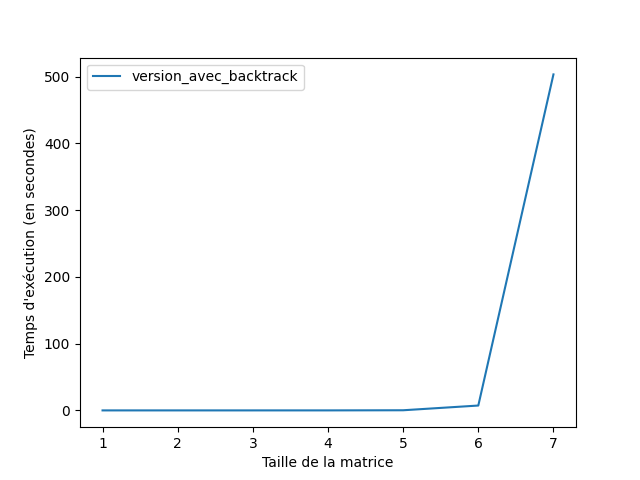 version_avec_backtrack
Temps d'exécution (en secondes)
500
400
300
200
100
0
1 2 3 4 5 6 7
Taille de la matrice